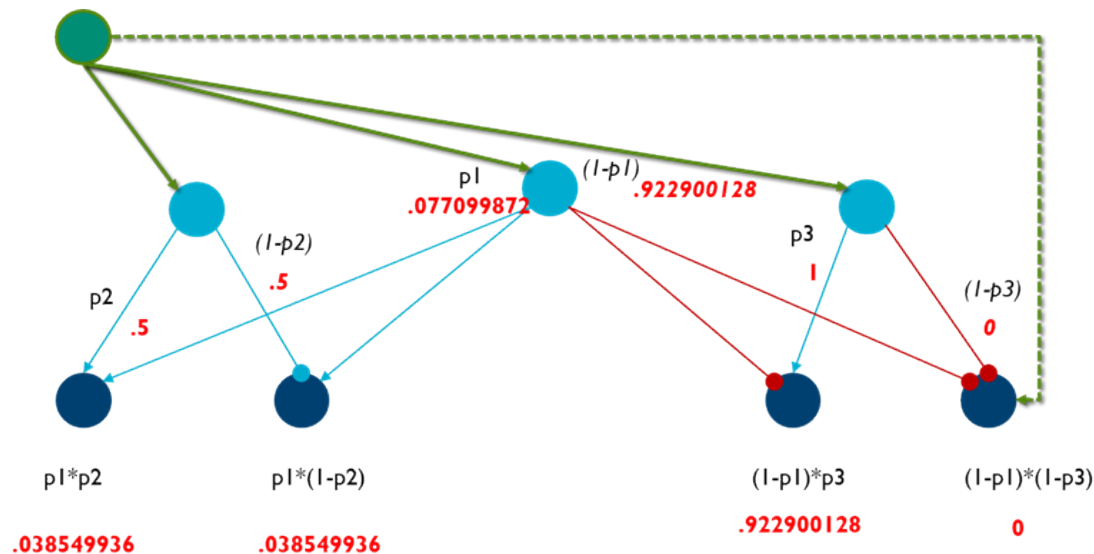 p1
(1-p1)
.077099872
.922900128
(1-p2)
.5
p3
1
p2
.5
(1-p3)
0
p1*p2
p1*(1-p2)
(1-p1)*p3
(1-p1)*(1-p3)
.038549936
.038549936
.922900128
0